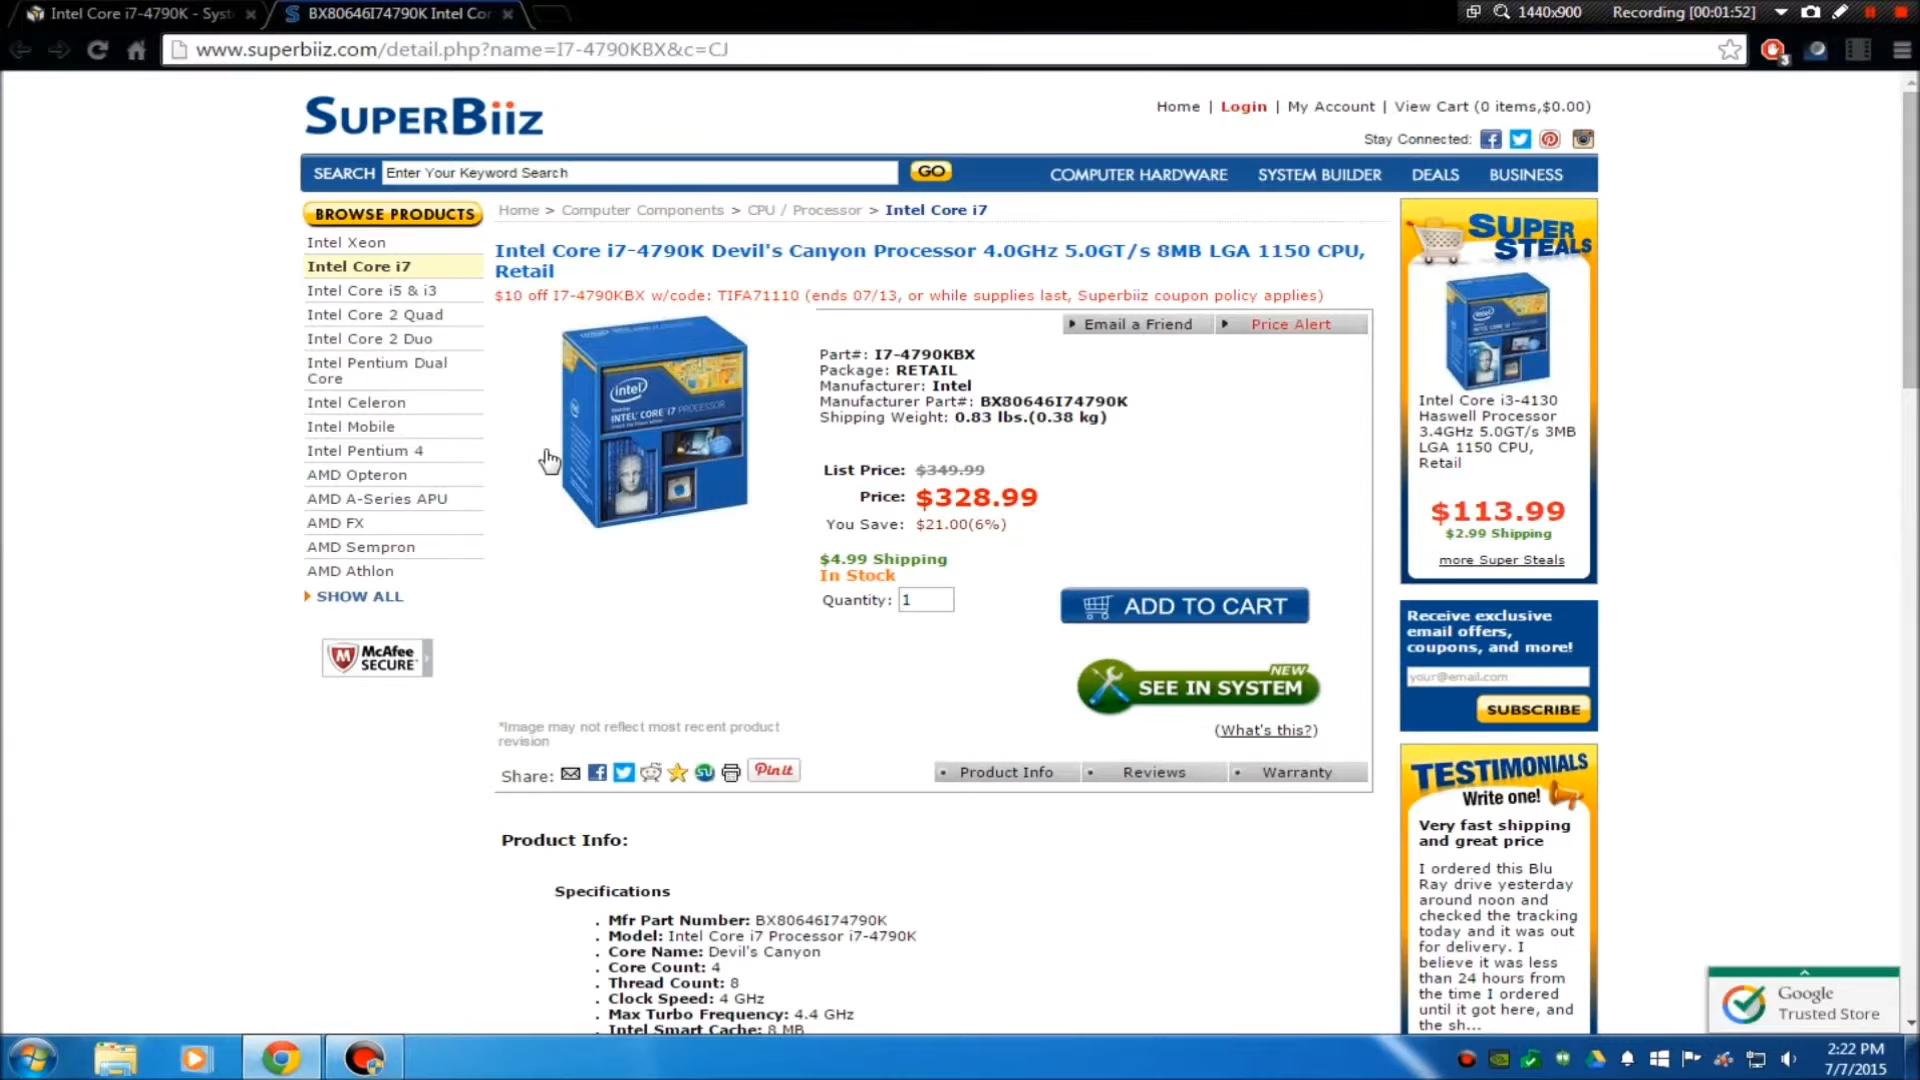 Intel Core i7-4790K - Syst
BX80646I74790K Intel Cor
1440x900
Recording [00:01:52]
www.superbiiz.com/detail.php?name=I7-4790KBX&c=CJ
3
SUPERBiiz
Home | Login | My Account | View Cart (0 items,$0.00)
Stay Connected:
SEARCH
Enter Your Keyword Search
GO
COMPUTER HARDWARE
SYSTEM BUILDER
DEALS
BUSINESS
BROWSE PRODUCTS
Intel Xeon
Intel Core i7
Intel Core i5 & i3
Intel Core 2 Quad
Intel Core 2 Duo
Intel Pentium Dual
Core
Intel Celeron
Intel Mobile
Intel Pentium 4
AMD Opteron
AMD A-Series APU
AMD FX
AMD Sempron
AMD Athlon
SHOW ALL
McAfee
SECURE
Home > Computer Components > CPU / Processor > Intel Core i7
Intel Core i7-4790K Devil's Canyon Processor 4.0GHz 5.0GT/s 8MB LGA 1150 CPU,
Retail
$10 off I7-4790KBX w/code: TIFA71110 (ends 07/13, or while supplies last, Superbiiz coupon policy applies)
intel
INTEL CORE i7 PROCESSOR
Email a Friend
Price Alert
Part#: I7-4790KBX
Package: RETAIL
Manufacturer: Intel
Manufacturer Part#: BX80646I74790K
Shipping Weight: 0.83 lbs.(0.38 kg)
List Price: $349.99
Price: $328.99
You Save: $21.00(6%)
$4.99 Shipping
In Stock
Quantity: 1
ADD TO CART
NEW
SEE IN SYSTEM
(What's this?)
*Image may not reflect most recent product
revision
Share:
Pinit
Product Info
Reviews
Warranty
Product Info:
Specifications
. Mfr Part Number: BX80646I74790K
. Model: Intel Core i7 Processor i7-4790K
. Core Name: Devil's Canyon
. Core Count: 4
. Thread Count: 8
. Clock Speed: 4 GHz
. Max Turbo Frequency: 4.4 GHz
. Intel Smart Cache: 8 MB
SUPER
STEALS
Intel Core i3-4130
Haswell Processor
3.4GHz 5.0GT/s 3MB
LGA 1150 CPU,
Retail
$113.99
$2.99 Shipping
more Super Steals
Receive exclusive
email offers,
coupons, and more!
your@email.com
SUBSCRIBE
TESTIMONIALS
Write one!
Very fast shipping
and great price
I ordered this Blu
Ray drive yesterday
around noon and
checked the tracking
today and it was out
for delivery. I
believe it was less
than 24 hours from
the time I ordered
until it got here, and
the sh...
Google
Trusted Store
2:22 PM
7/7/2015